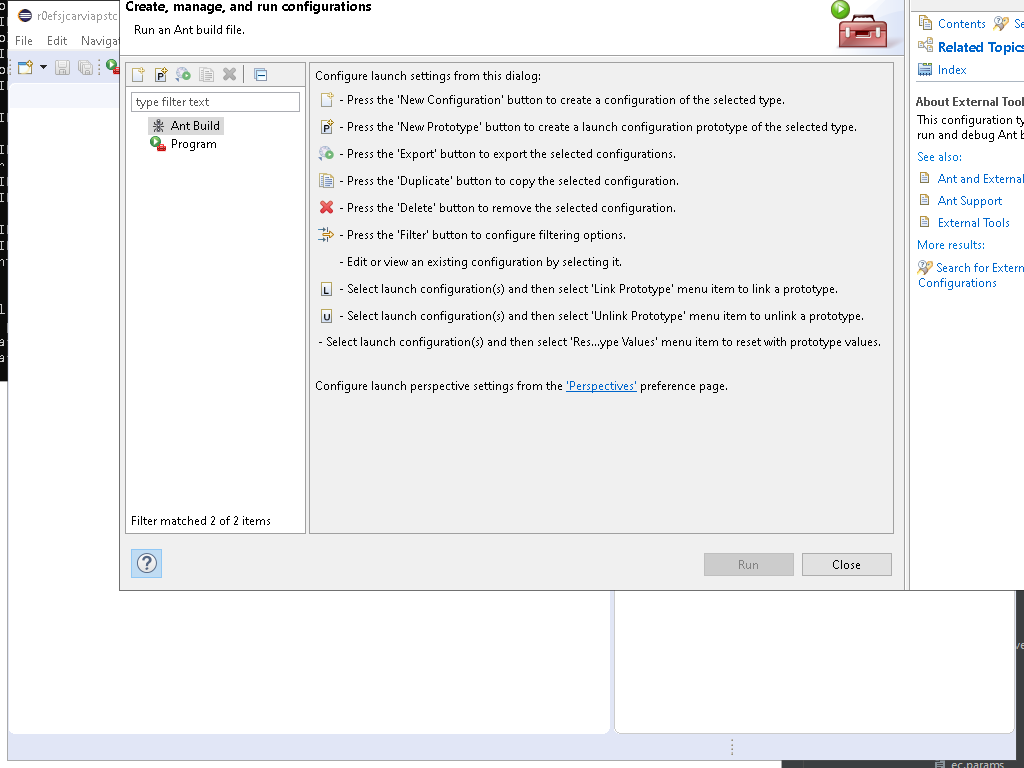 Create, manage, and run configurations
Run an Ant build file.
r0efsjcarviapstc
File Edit Navigat
type filter text
Ant Build
Program
Filter matched 2 of 2 items
Configure launch settings from this dialog:
- Press the 'New Configuration' button to create a configuration of the selected type.
- Press the 'New Prototype' button to create a launch configuration prototype of the selected type.
- Press the 'Export' button to export the selected configurations.
- Press the 'Duplicate' button to copy the selected configuration.
- Press the 'Delete' button to remove the selected configuration.
- Press the 'Filter' button to configure filtering options.
- Edit or view an existing configuration by selecting it.
L - Select launch configuration(s) and then select 'Link Prototype' menu item to link a prototype.
U - Select launch configuration(s) and then select 'Unlink Prototype' menu item to unlink a prototype.
- Select launch configuration(s) and then select 'Res...ype Values' menu item to reset with prototype values.
Configure launch perspective settings from the 'Perspectives' preference page.
Run
Close
Contents Se
Related Topics
Index
About External Tool
This configuration ty
run and debug Ant b
See also:
Ant and External
Ant Support
External Tools
More results:
Search for Extern
Configurations
ec.params